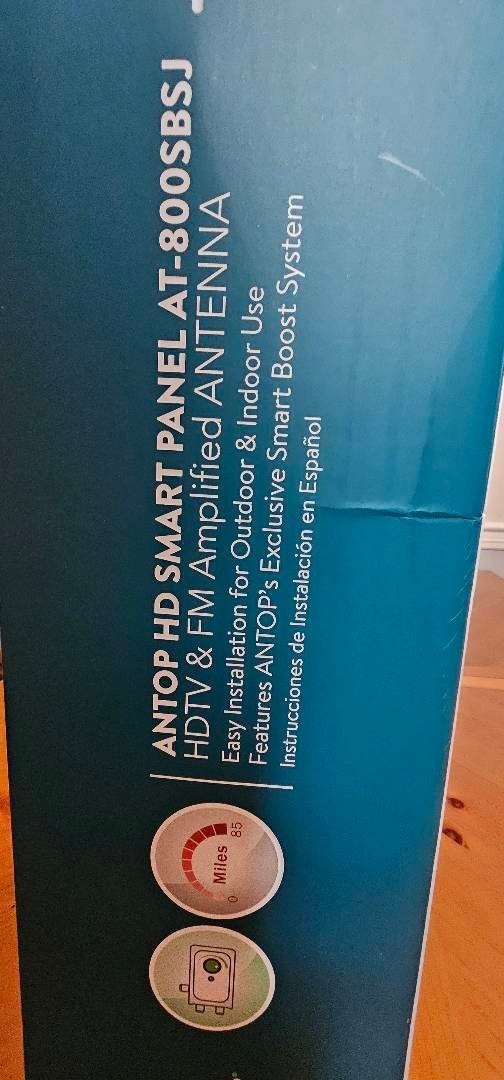 ANTOP HD SMART PANEL AT-800SBSJ
HDTV & FM Amplified ANTENNA
Easy Installation for Outdoor & Indoor Use
Features ANTOP's Exclusive Smart Boost System
Instrucciones de Instalación en Español
Miles
0 85